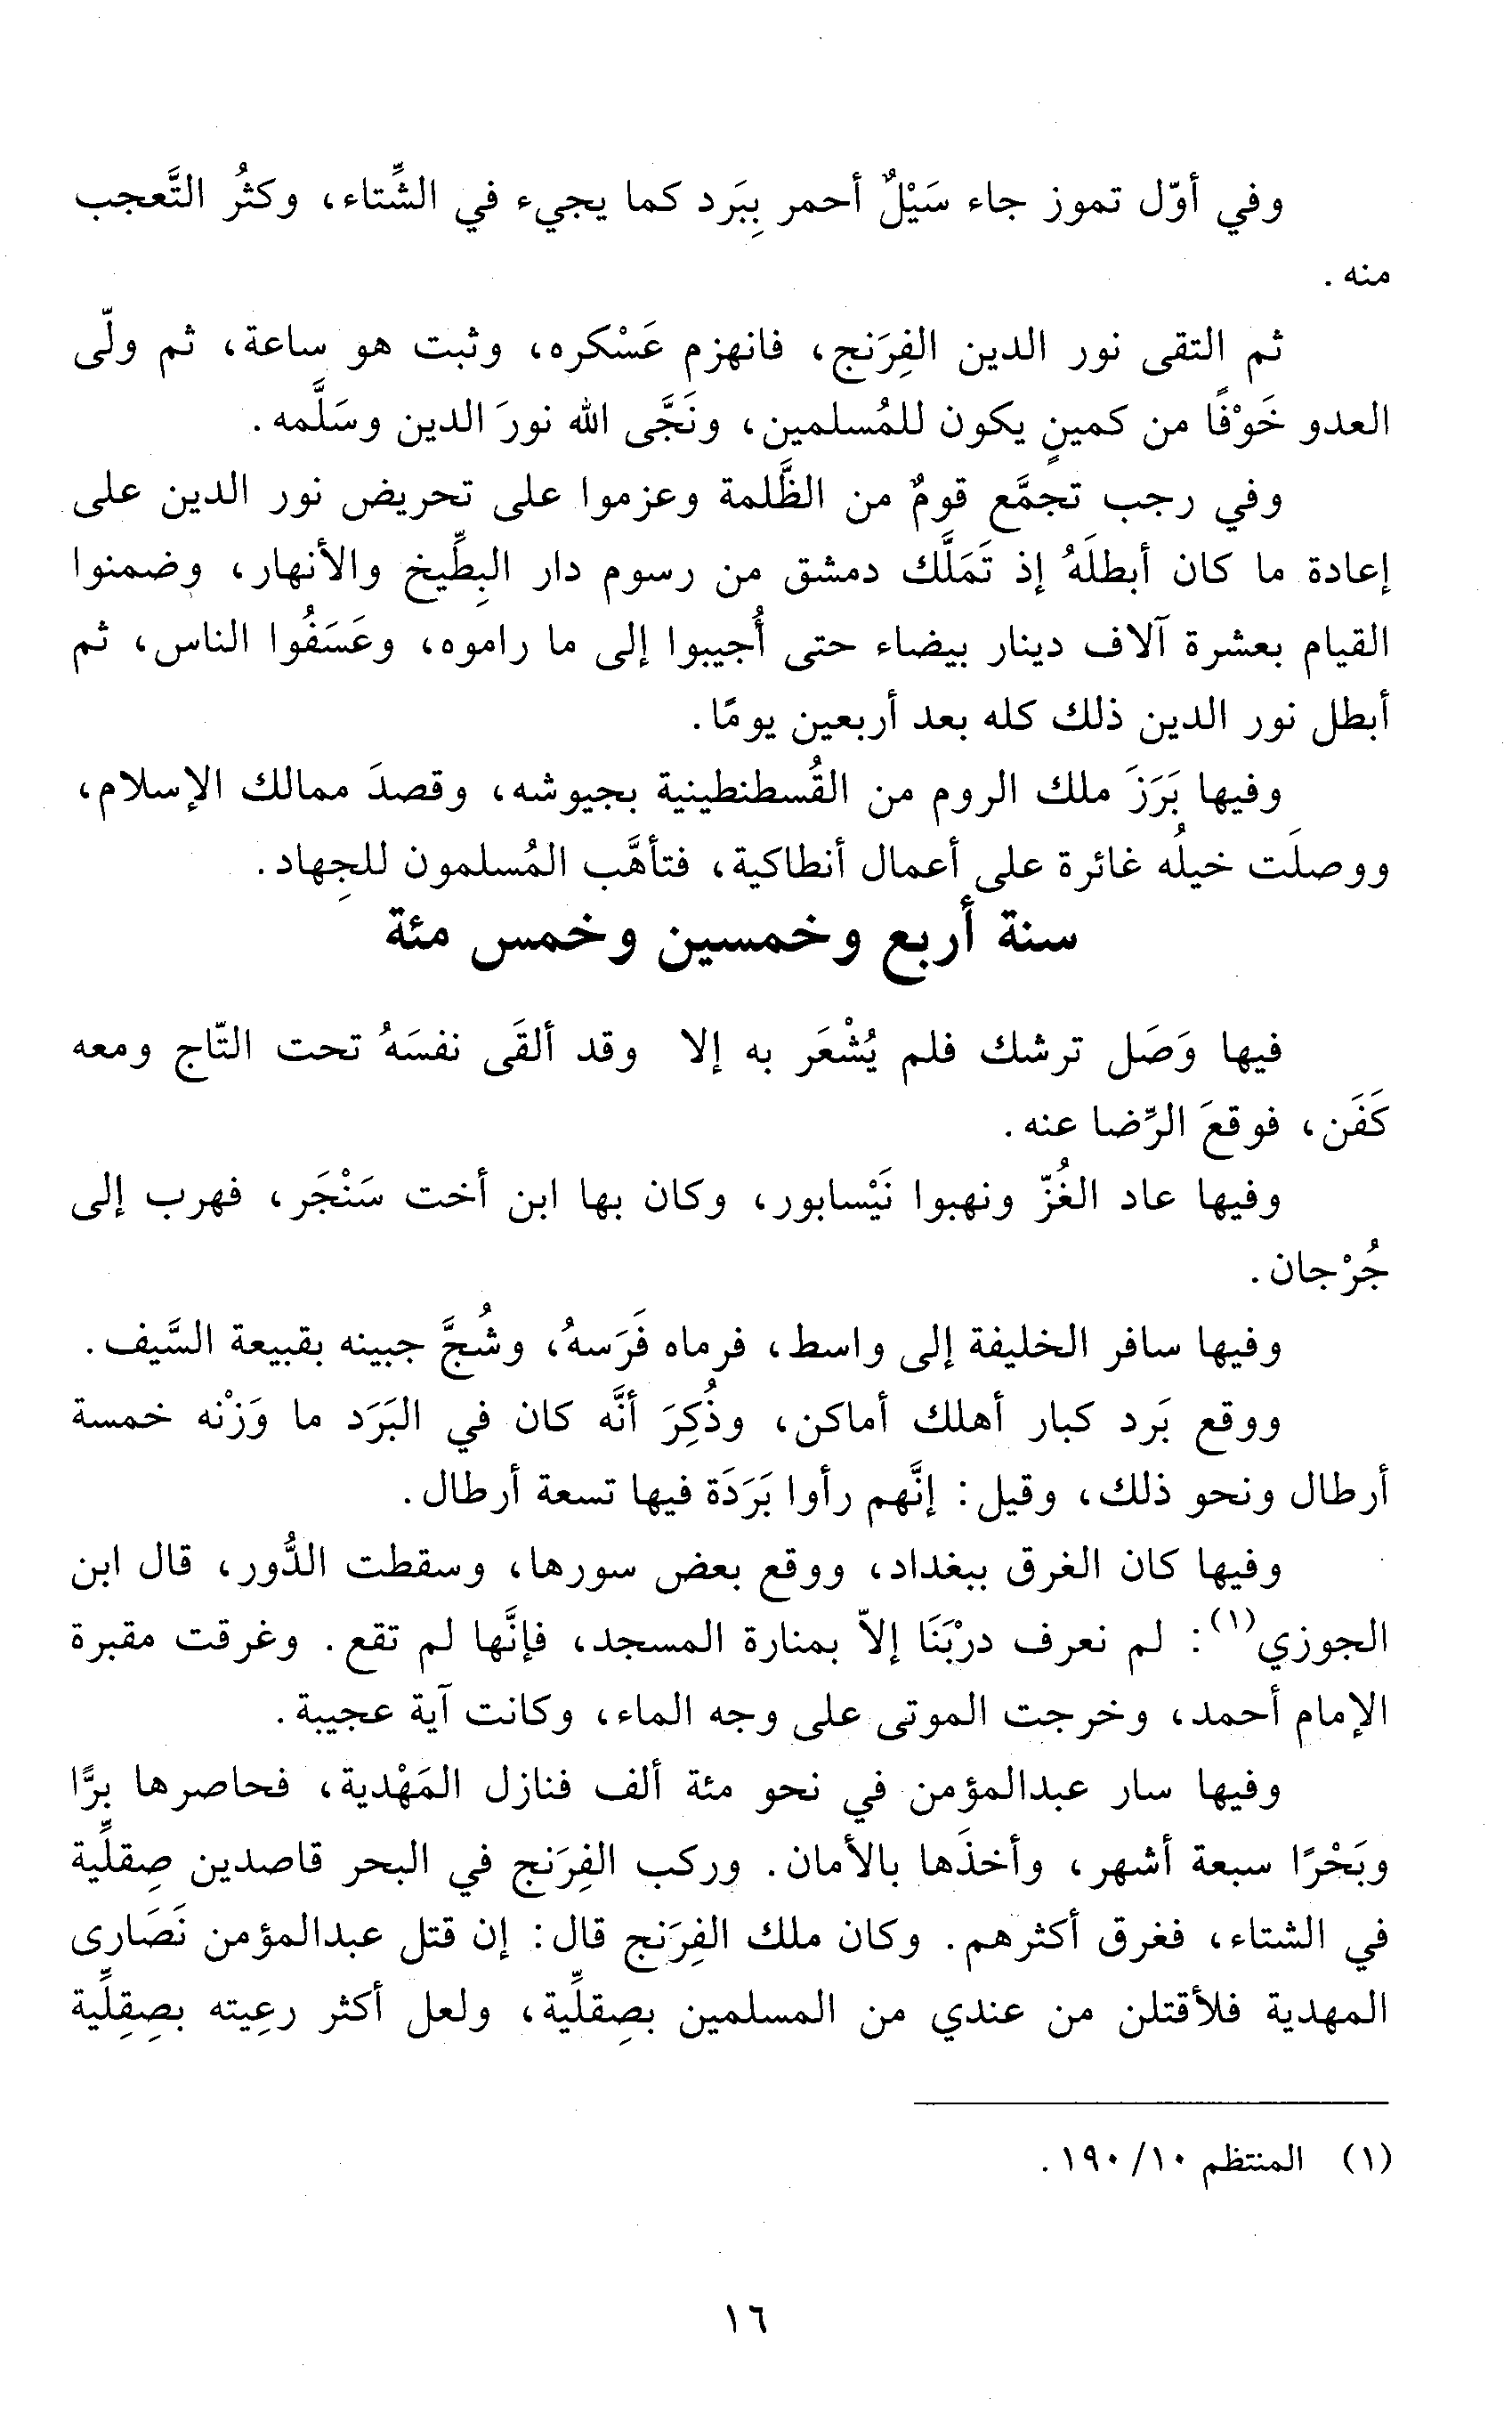 وفي أوّل تموز جاء سَيْلٌ أحمر بِبَرد كما يجيء في الشِّتاء، وكثُر التَّعجب
منه .
ثم التقى نور الدين الفِرَنج، فانهزم عَسْكره، وثبت هو ساعة، ثم ولّى
العدو خَوْفًا من كمينٍ يكون للمُسلمين، ونَجَّى الله نورَ الدين وسَلَّمه .
وفي رجب تجمَّع قومٌ من الظَّلمة وعزموا على تحريض نور الدين على
إعادة ما كان أبطلَهُ إذ تَمَلَّك دمشق من رسوم دار البِطِّيخ والأنهار، وضمنوا
القيام بعشرة آلاف دينار بيضاء حتى أُجيبوا إلى ما راموه، وعَسَفُوا الناس، ثم
أبطل نور الدين ذلك كله بعد أربعين يومًا.
وفيها بَرَزَ ملك الروم من القُسطنطينية بجيوشه، وقصدَ ممالك الإسلام،
ووصلَت خيلُه غائرة على أعمال أنطاكية، فتأهَّب المُسلمون للجِهاد.
سنة أربع وخمسين وخمس مئة
فيها وَصَل ترشك فلم يُشْعَر به إلا وقد ألقَى نفسَهُ تحت التّاج ومعه
كَفَن، فوقعَ الرِّضا عنه .
وفيها عاد الغُزّ ونهبوا نَيْسابور، وكان بها ابن أخت سَنْجَر، فهرب إلى
جُرْجان .
وفيها سافر الخليفة إلى واسط، فرماه فَرَسهُ، وشُجَّ جبينه بقبيعة السَّيف .
ووقع بَرد كبار أهلك أماكن، وذُكِرَ أنَّه كان في البَرَد ما وَزْنه خمسة
أرطال ونحو ذلك، وقيل: إنَّهم رأوا بَرَدَة فيها تسعة أرطال.
وفيها كان الغرق ببغداد، ووقع بعض سورها، وسقطت الدُّور، قال ابن
الجوزي(١): لم نعرف درْبَنَا إلاّ بمنارة المسجد، فإنَّها لم تقع . وغرقت مقبرة
الإمام أحمد، وخرجت الموتى على وجه الماء، وكانت آية عجيبة .
وفيها سار عبدالمؤمن في نحو مئة ألف فنازل المَهْدية، فحاصرها برًّا
وبَحْرًا سبعة أشهر، وأخذَها بالأمان. وركب الفِرَنج في البحر قاصدين صِقلِّية
في الشتاء، فغرق أكثرهم. وكان ملك الفِرَنج قال: إن قتل عبدالمؤمن نَصَارى
المهدية فلأقتلن من عندي من المسلمين بصِقلِّية، ولعل أكثر رعِيته بصِقِلِّية
(١) المنتظم ١٠/ ١٩٠ .
١٦